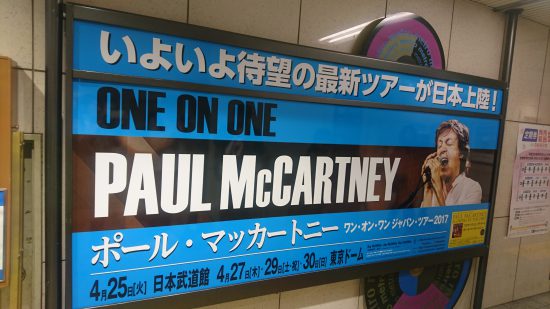 いよいよ待望の最新ツアーが日本上陸！
ONE ON ONE
PAUL McCARTNEY
ポール・マッカートニー ワン・オン・ワン ジャパン・ツアー2017
4月25日[火] 日本武道館 4月27日[木]・29日[土・祝]・30日[日] 東京ドーム